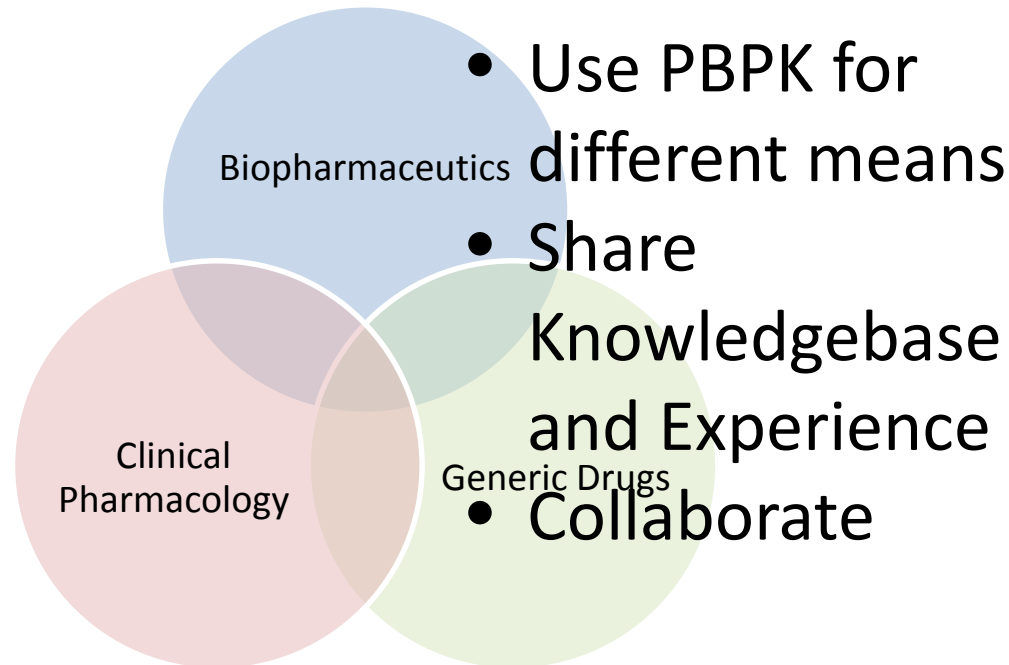 Biopharmaceutics
Clinical
Pharmacology
Generic Drugs
• Use PBPK for
different means
• Share
Knowledgebase
and Experience
• Collaborate